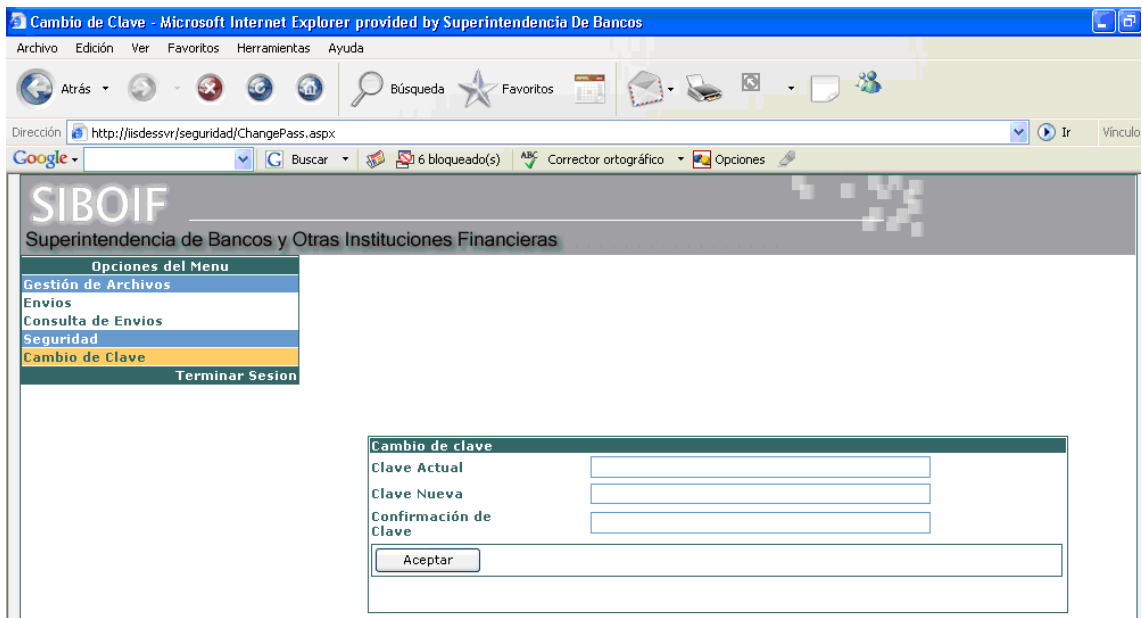 Cambio de Clave - Microsoft Internet Explorer provided by Superintendencia De Bancos
Archivo Edición Ver Favoritos Herramientas Ayuda
Atrás Búsqueda Favoritos
Dirección http://iisdessvr/seguridad/ChangePass.aspx Ir Vínculo
Google G Buscar 6 bloqueado(s) ABC Corrector ortográfico Opciones
SIBOIF
Superintendencia de Bancos y Otras Instituciones Financieras
Opciones del Menu
Gestión de Archivos
Envios
Consulta de Envios
Seguridad
Cambio de Clave
Terminar Sesion
Cambio de clave
Clave Actual
Clave Nueva
Confirmación de
Clave
Aceptar